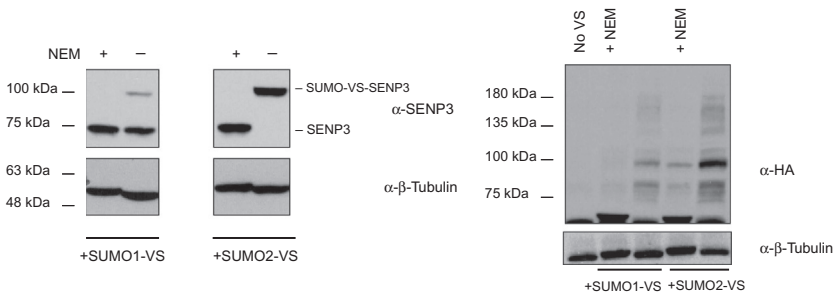 NEM + – + –
100 kDa
75 kDa
63 kDa
48 kDa
– SUMO-VS-SENP3
– SENP3
α-SENP3
α-β-Tubulin
+SUMO1-VS
+SUMO2-VS
No VS
+ NEM
+ NEM
180 kDa
135 kDa
100 kDa
75 kDa
α-HA
α-β-Tubulin
+SUMO1-VS +SUMO2-VS